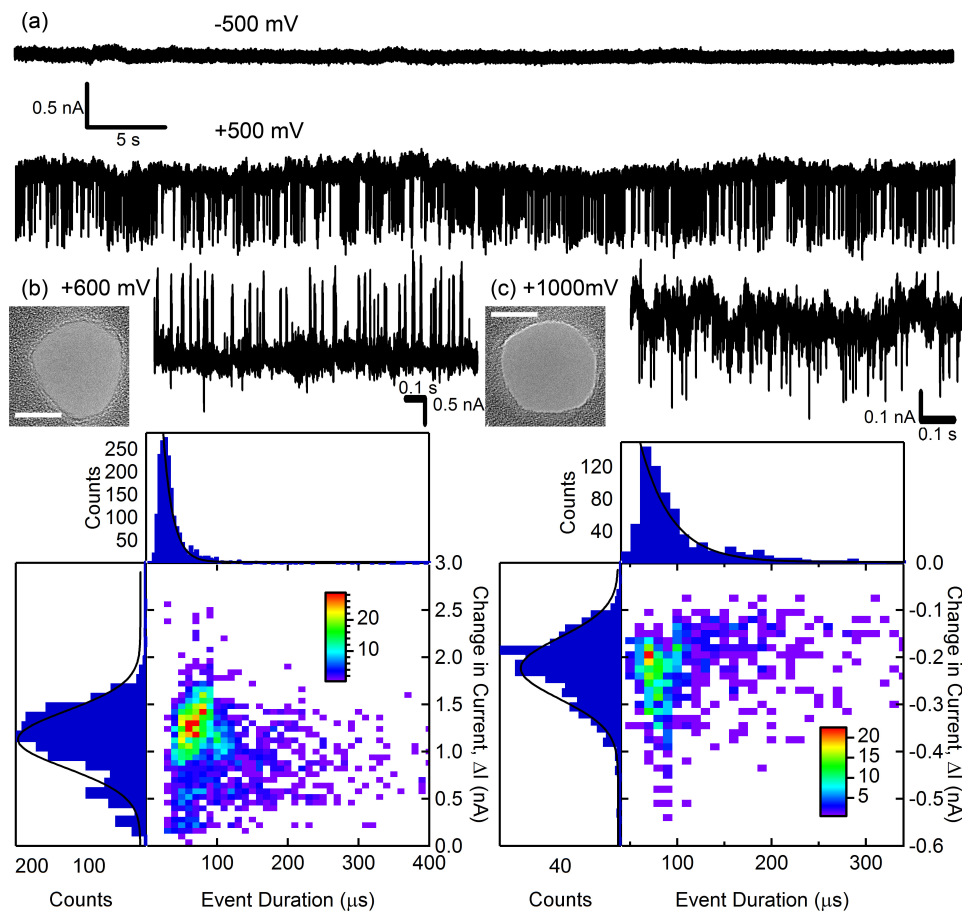 (a)
-500 mV
0.5 nA
5 s
+500 mV
(b) +600 mV
0.1 s
0.5 nA
(c) +1000mV
0.1 nA
0.1 s
250
200
150
100
50
Counts
120
80
40
Counts
3.0
2.5
2.0
1.5
1.0
0.5
0.0
Change in Current, ΔI (nA)
20
10
200 100
Counts
100 200 300 400
Event Duration (μs)
0.0
-0.1
-0.2
-0.3
-0.4
-0.5
-0.6
Change in Current, ΔI (nA)
20
15
10
5
40
Counts
100 200 300
Event Duration (μs)